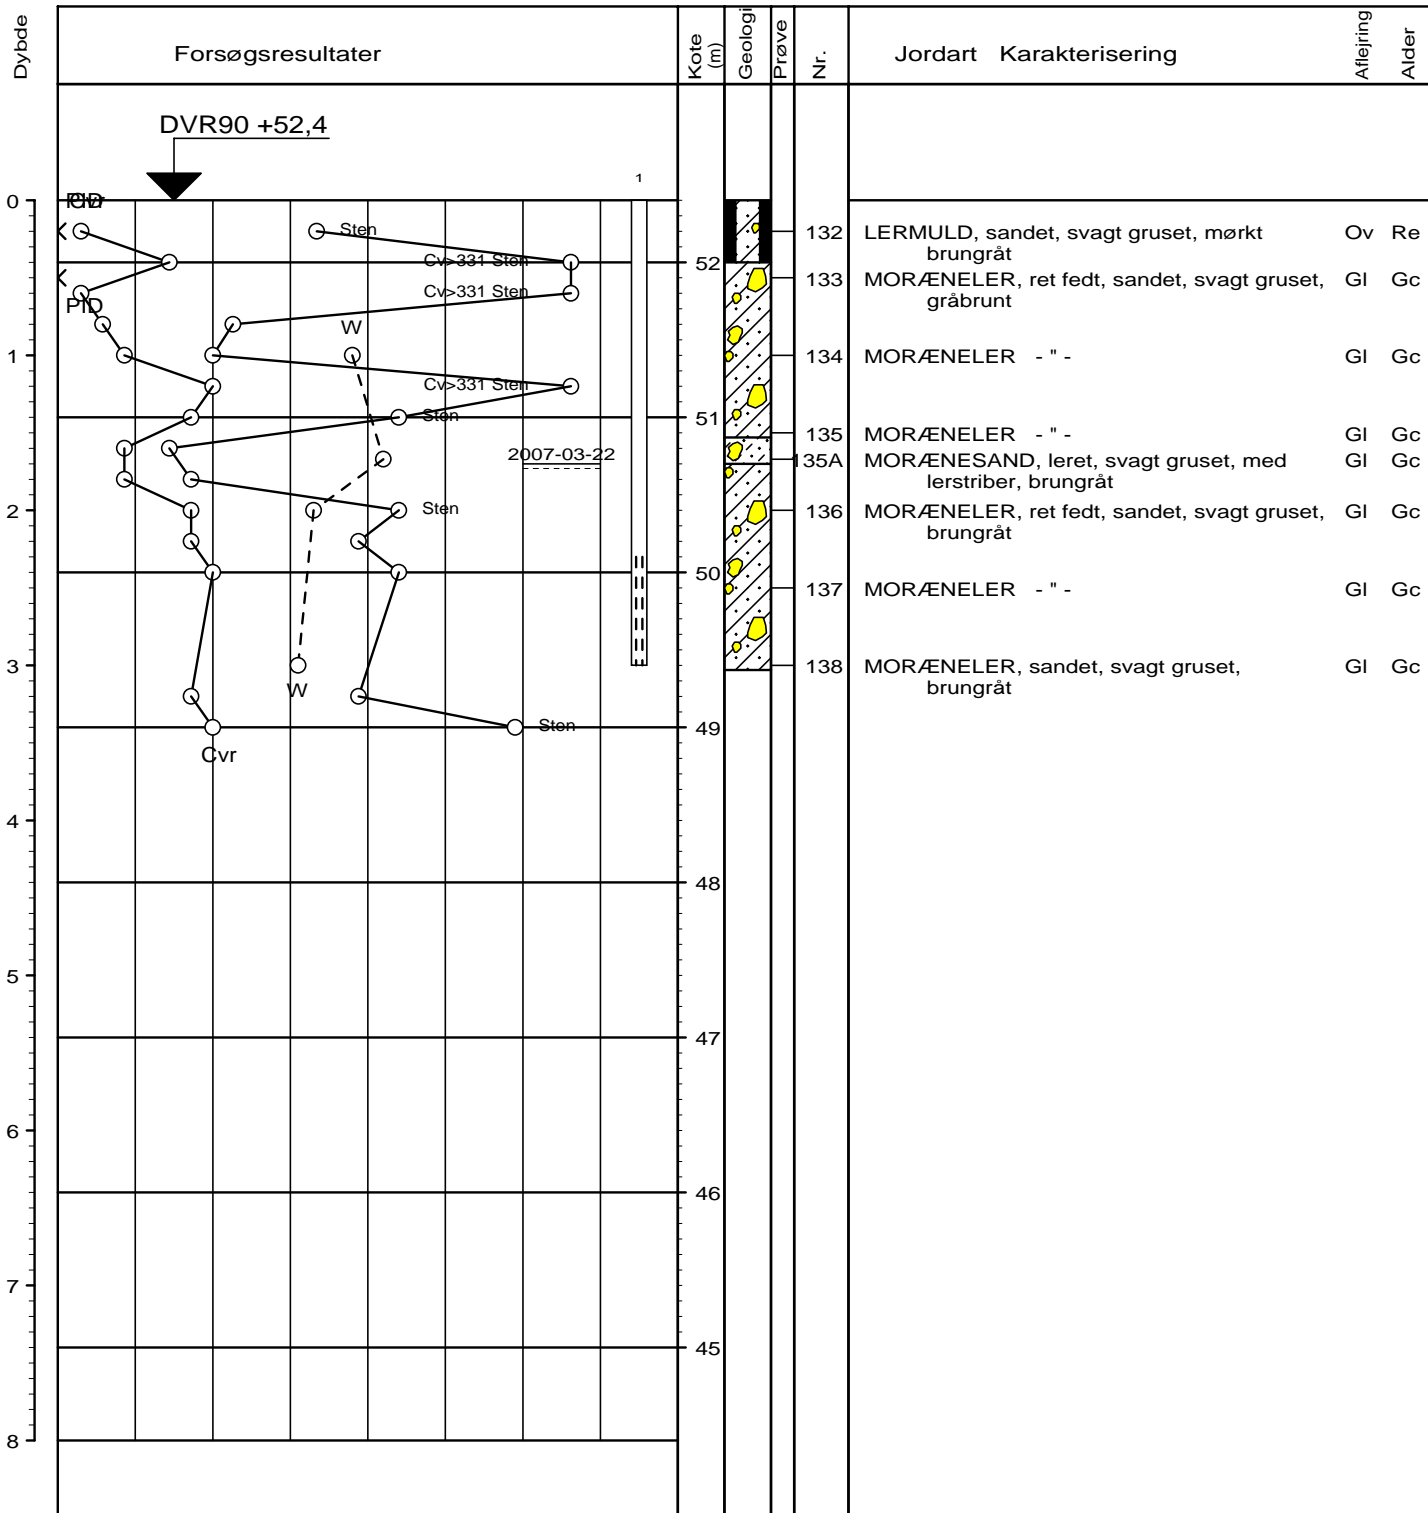 Dybde
Forsøgsresultater
Kote (m)
Geologi
Prøve
Nr.
Jordart Karakterisering
Aflejring
Alder
DVR90 +52,4
1
0
PID
Cvr
Sten
132 LERMULD, sandet, svagt gruset, mørkt Ov Re
brungråt
Cv>331 Sten
52
133 MORÆNELER, ret fedt, sandet, svagt gruset, Gl Gc
gråbrunt
Cv>331 Sten
PID
W
1
134 MORÆNELER - " - Gl Gc
Cv>331 Sten
Sten
51
135 MORÆNELER - " - Gl Gc
2007-03-22
135A MORÆNESAND, leret, svagt gruset, med Gl Gc
lerstriber, brungråt
2
Sten
136 MORÆNELER, ret fedt, sandet, svagt gruset, Gl Gc
brungråt
50
137 MORÆNELER - " - Gl Gc
3
W
138 MORÆNELER, sandet, svagt gruset, Gl Gc
brungråt
Sten
49
Cvr
4
48
5
47
6
46
7
45
8